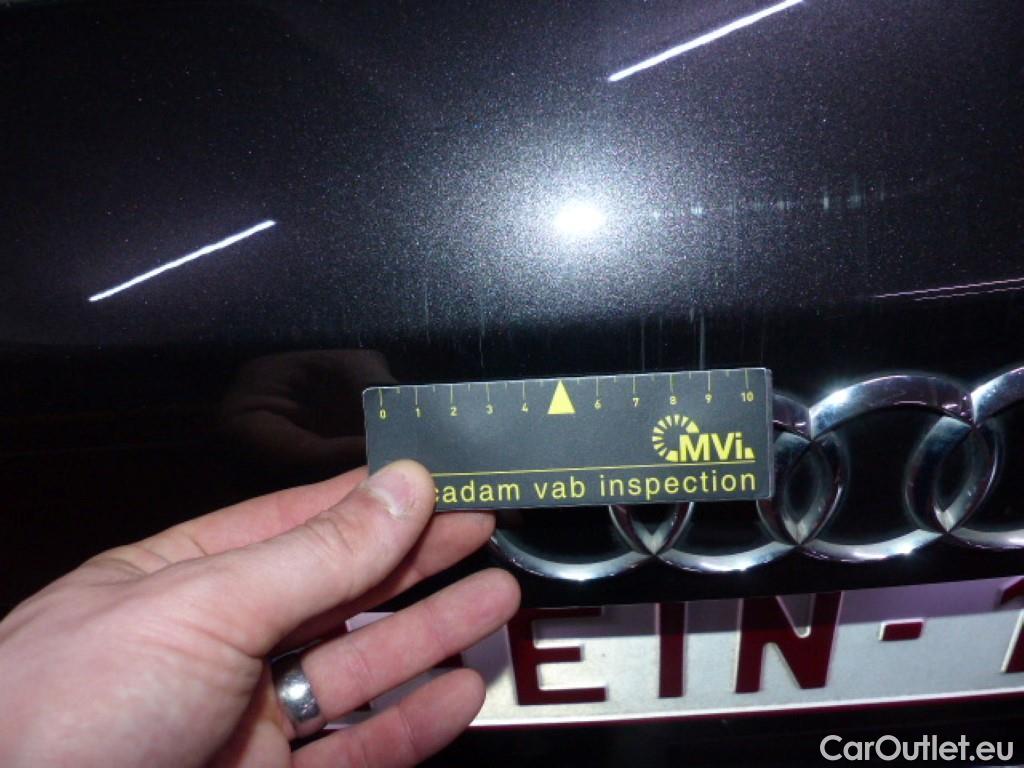 0 1 2 3 4 6 7 8 9 10
MVi
cadam vab inspection
EIN-
CarOutlet.eu